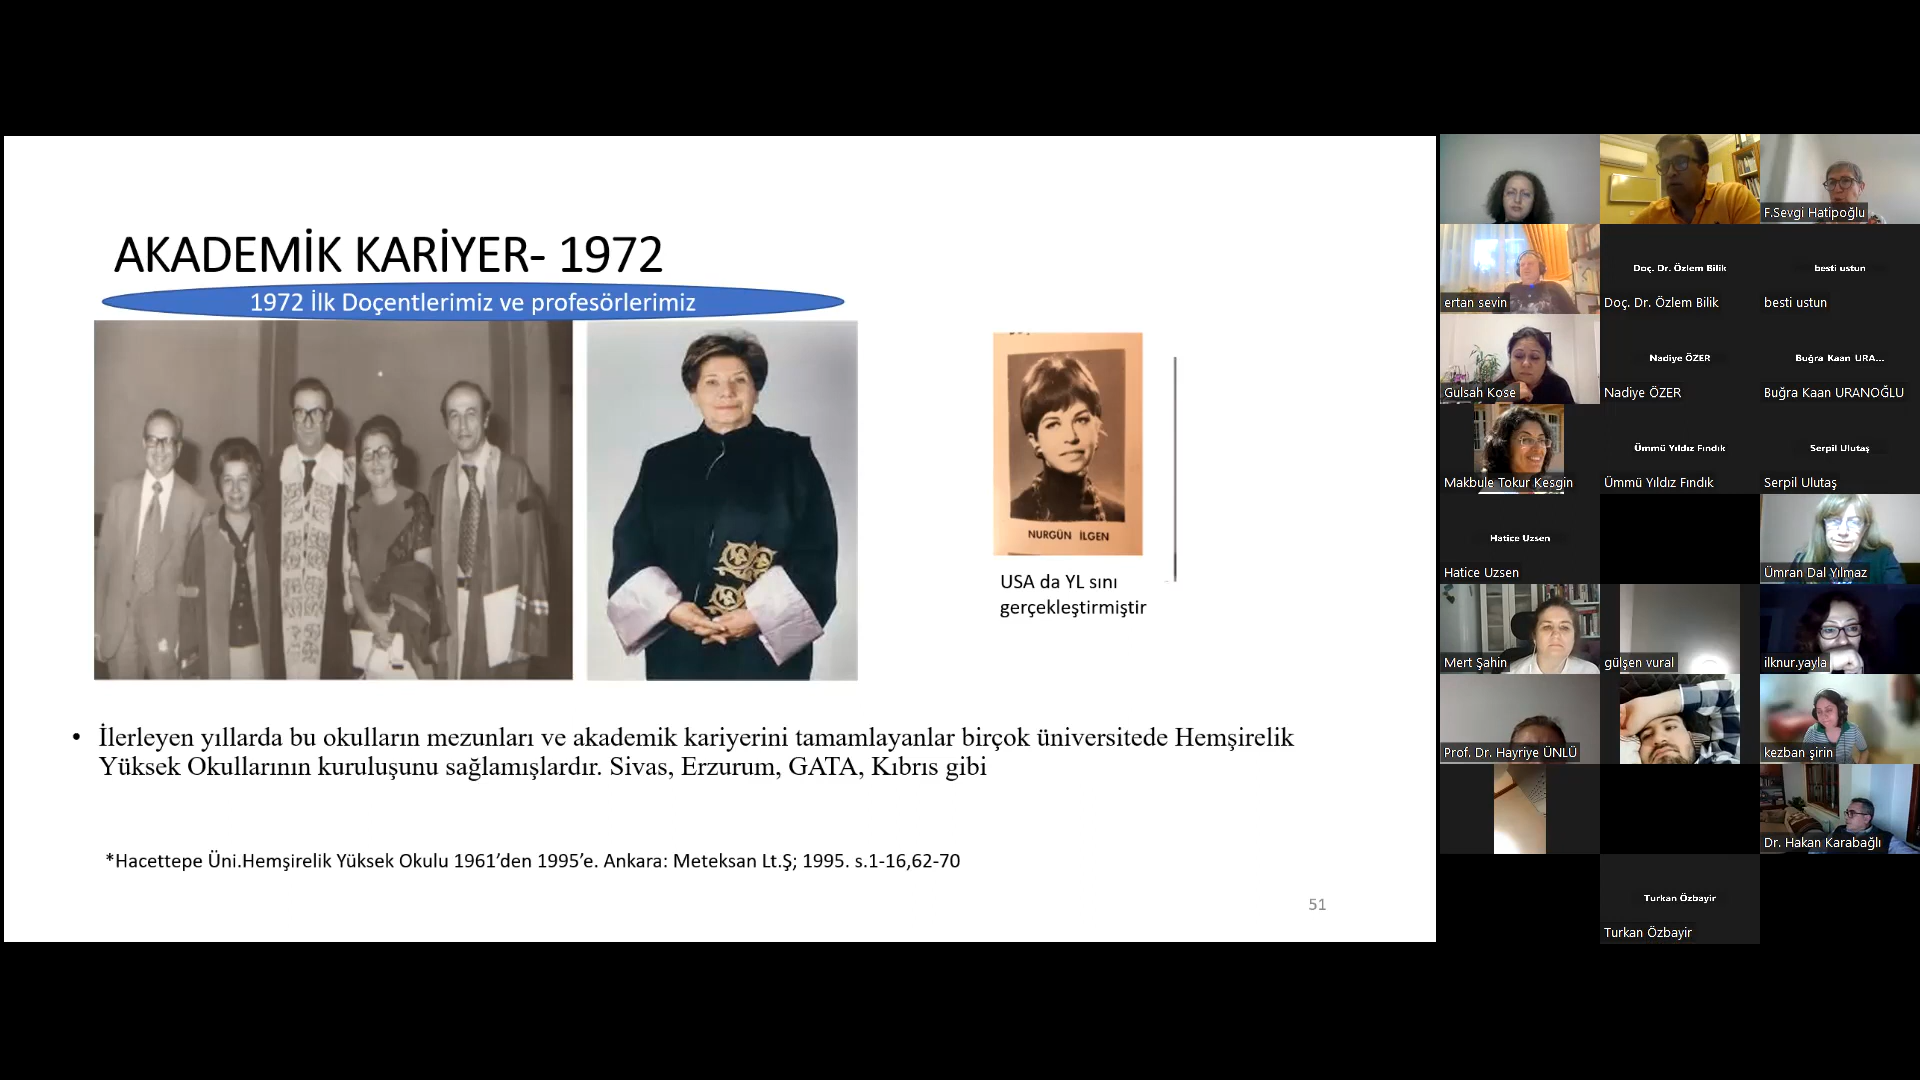 AKADEMİK KARİYER- 1972
1972 İlk Doçentlerimiz ve profesörlerimiz
NURGÜN İLGEN
USA da YL sını
gerçekleştirmiştir
• İlerleyen yıllarda bu okulların mezunları ve akademik kariyerini tamamlayanlar birçok üniversitede Hemşirelik
Yüksek Okullarının kuruluşunu sağlamışlardır. Sivas, Erzurum, GATA, Kıbrıs gibi
*Hacettepe Üni.Hemşirelik Yüksek Okulu 1961’den 1995’e. Ankara: Meteksan Lt.Ş; 1995. s.1-16,62-70
51
F.Sevgi Hatipoğlu
ertan sevin
Doç. Dr. Özlem Bilik
Doç. Dr. Özlem Bilik
besti ustun
besti ustun
Gülsah Kose
Nadiye ÖZER
Nadiye ÖZER
Buğra Kaan URA...
Buğra Kaan URANOĞLU
Makbule Tokur Kesgin
Ümmü Yıldız Fındık
Ümmü Yıldız Fındık
Serpil Ulutaş
Serpil Ulutaş
Hatice Uzsen
Hatice Uzsen
Ümran Dal Yılmaz
Mert Şahin
gülşen vural
ilknur.yayla
Prof. Dr. Hayriye ÜNLÜ
kezban şirin
Dr. Hakan Karabağlı
Turkan Özbayir
Turkan Özbayir